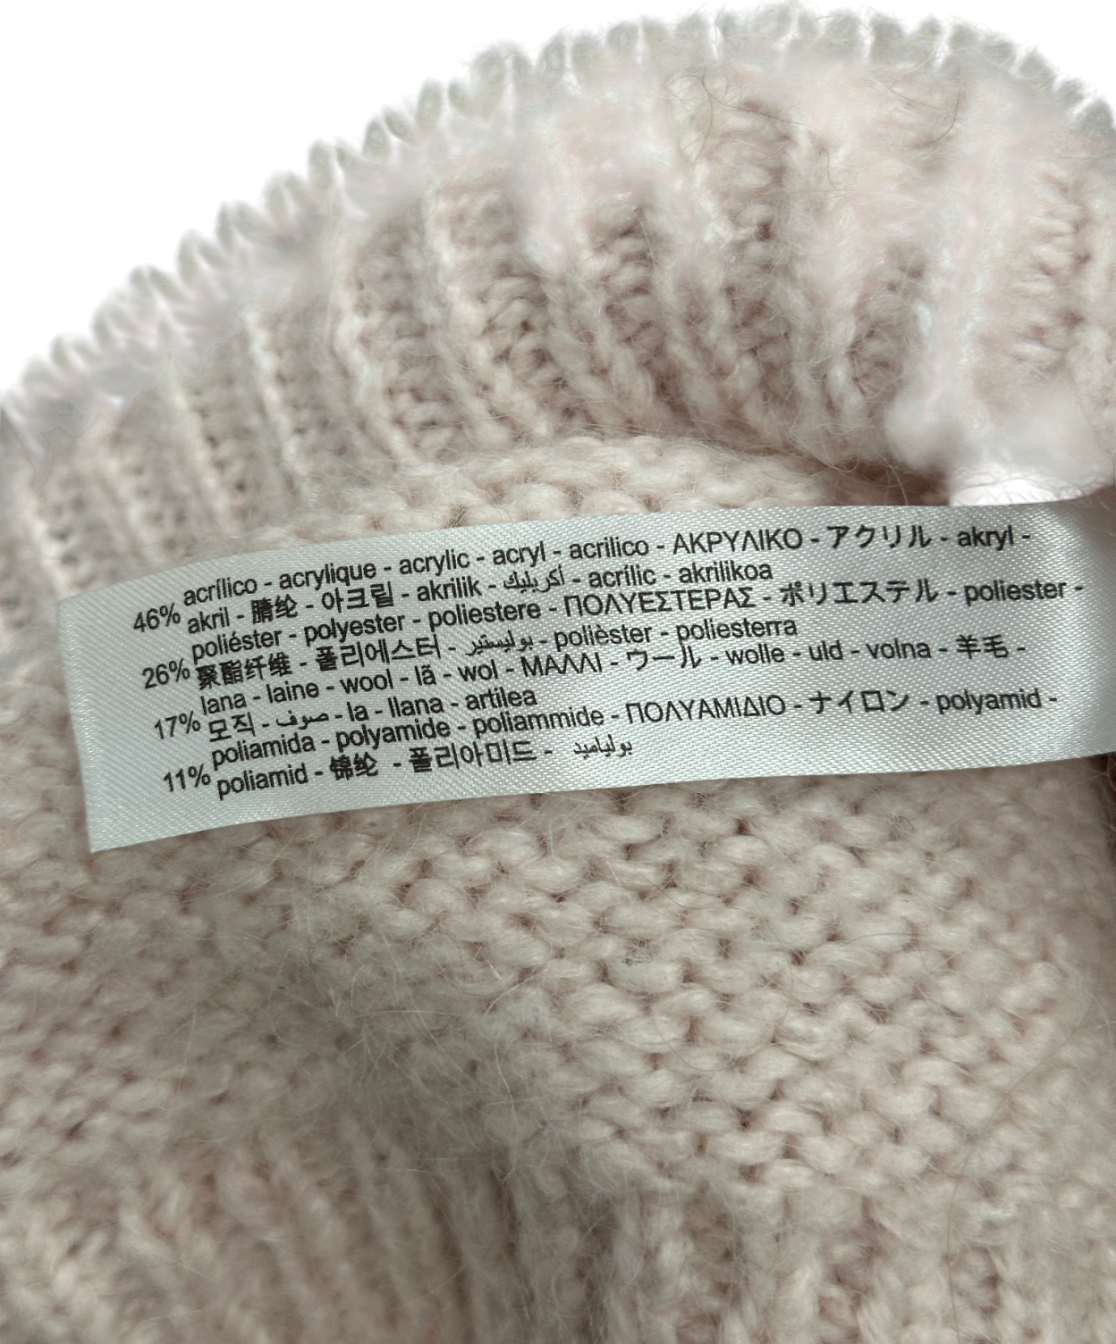 46% acrílico - acrylique - acrylic - acryl - acrilico - ΑΚΡΥΛΙΚΟ - アクリル - akryl -
akril - 腈纶 - 아크릴 - akrilik - أكريليك - acrílic - akrilikoa
26% poliéster - polyester - poliestere - ΠΟΛΥΕΣΤΕΡΑΣ - ポリエステル - poliester -
聚酯纤维 - 폴리에스터 - بوليستير - polièster - poliesterra
17% lana - laine - wool - lã - wol - ΜΑΛΛΙ - ウール - wolle - uld - volna - 羊毛 -
모직 - صوف - la - llana - artilea
11% poliamida - polyamide - poliammide - ΠΟΛΥΑΜΙΔΙΟ - ナイロン - polyamid -
poliamid - 锦纶 - 폴리아미드 - بولياميد